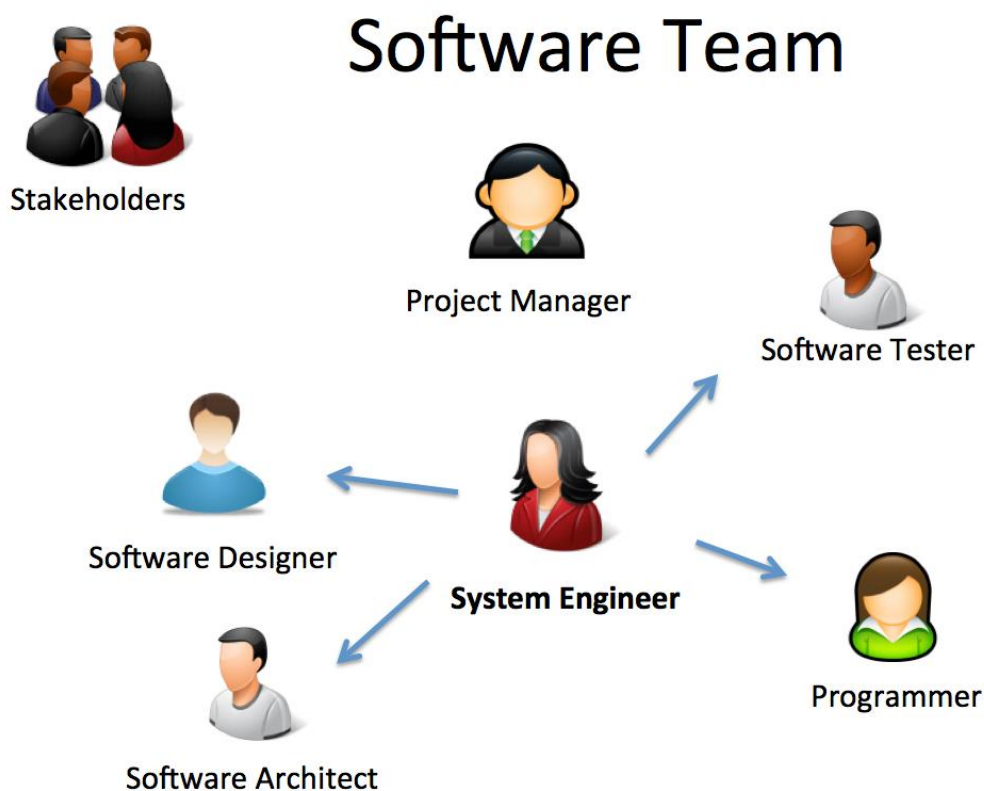 Software Team
Stakeholders
Project Manager
Software Tester
Software Designer
System Engineer
Programmer
Software Architect